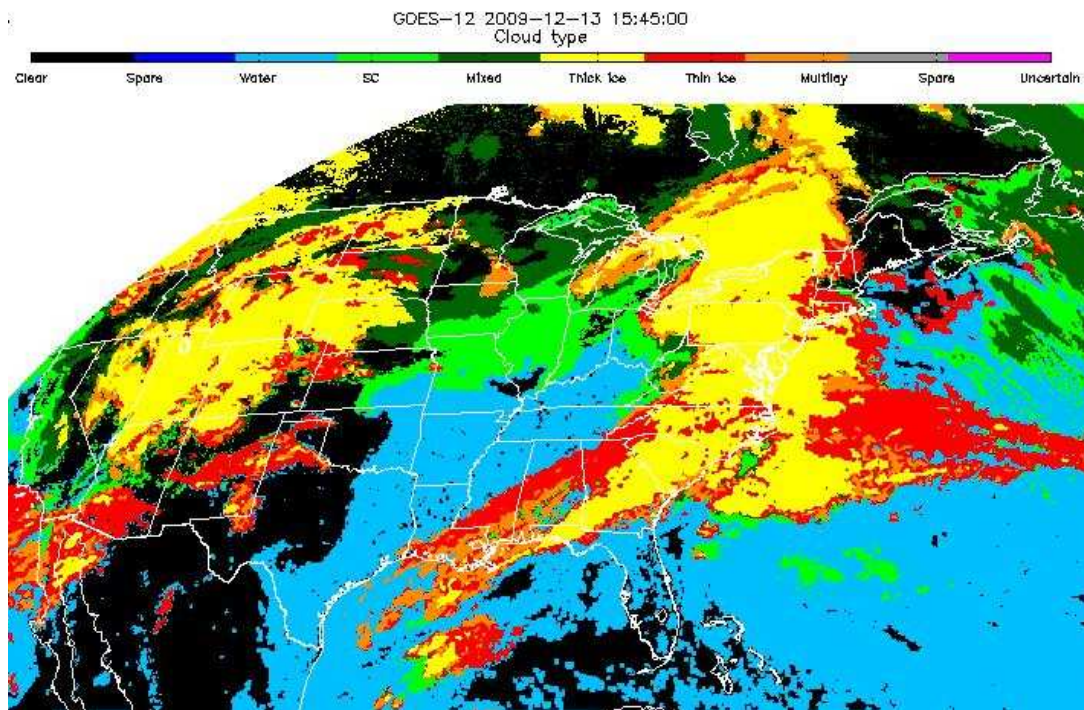 GOES-12 2009-12-13 15:45:00
Cloud type
Clear Spare Water SC Mixed Thick ice Thin ice Multilay Spare Uncertain